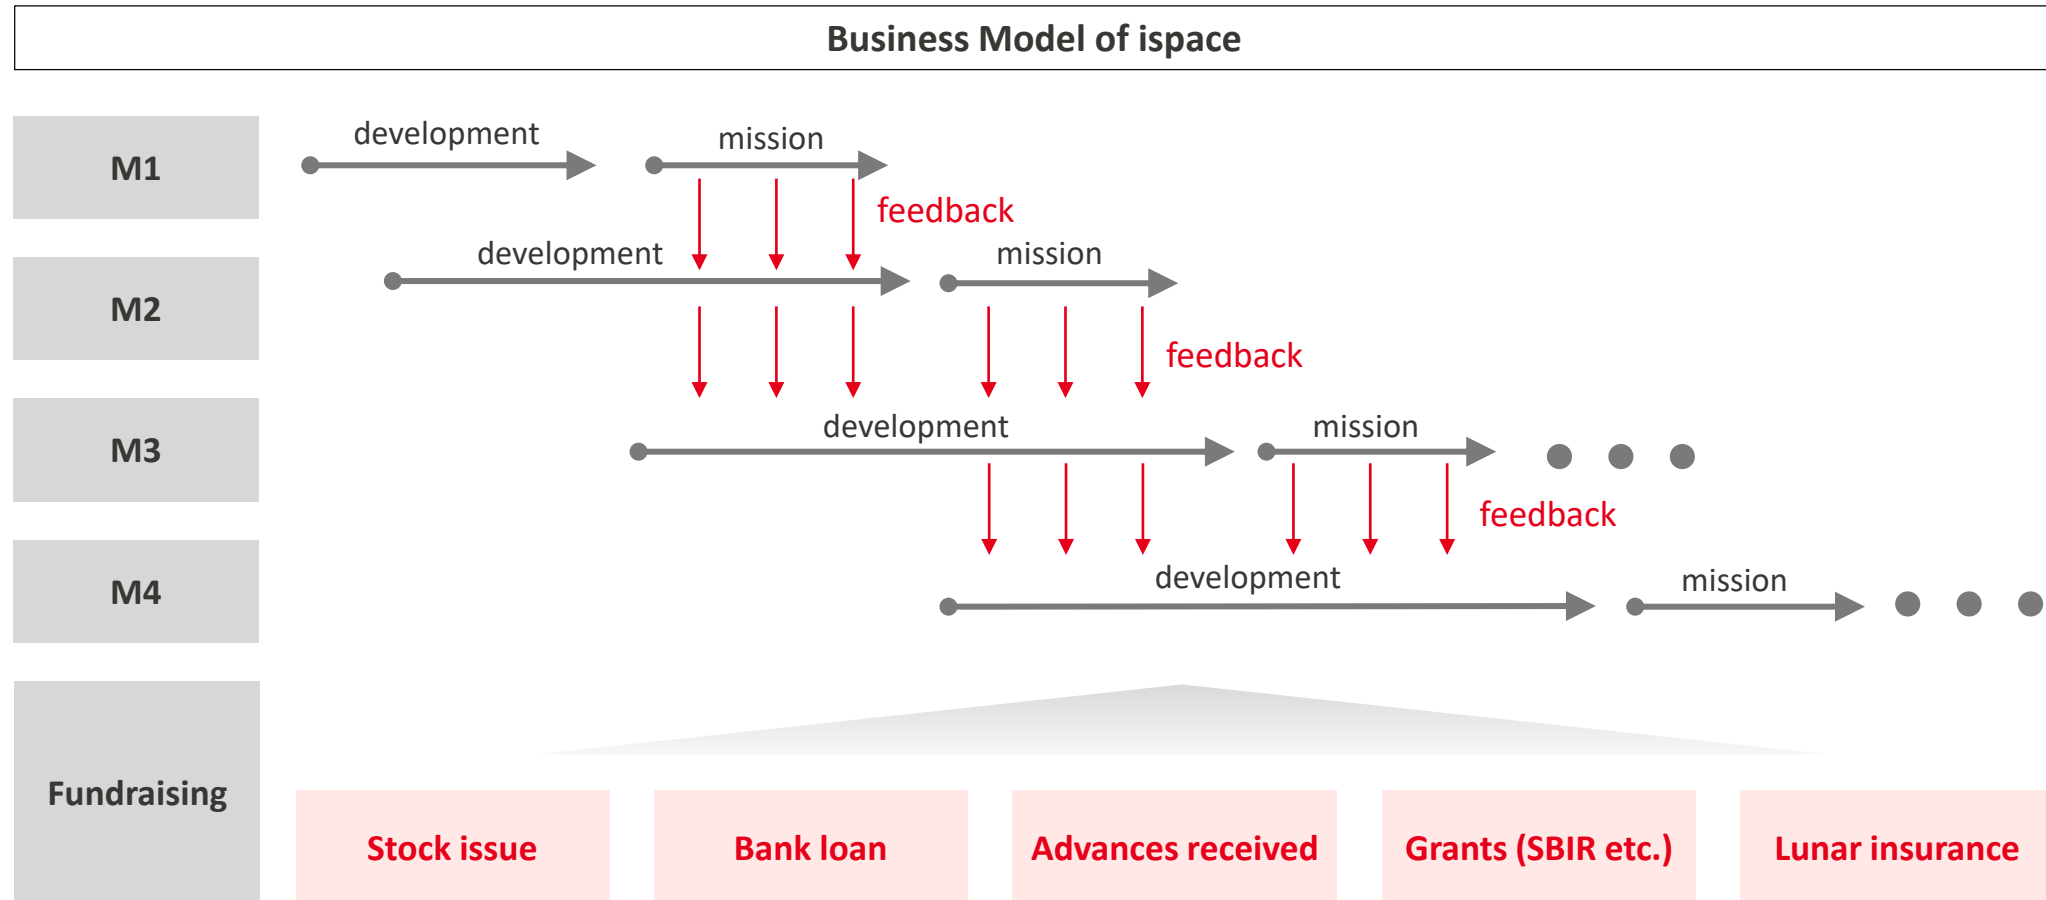 Business Model of ispace
M1
development
mission
feedback
M2
development
mission
feedback
M3
development
mission
feedback
M4
development
mission
Fundraising
Stock issue
Bank loan
Advances received
Grants (SBIR etc.)
Lunar insurance